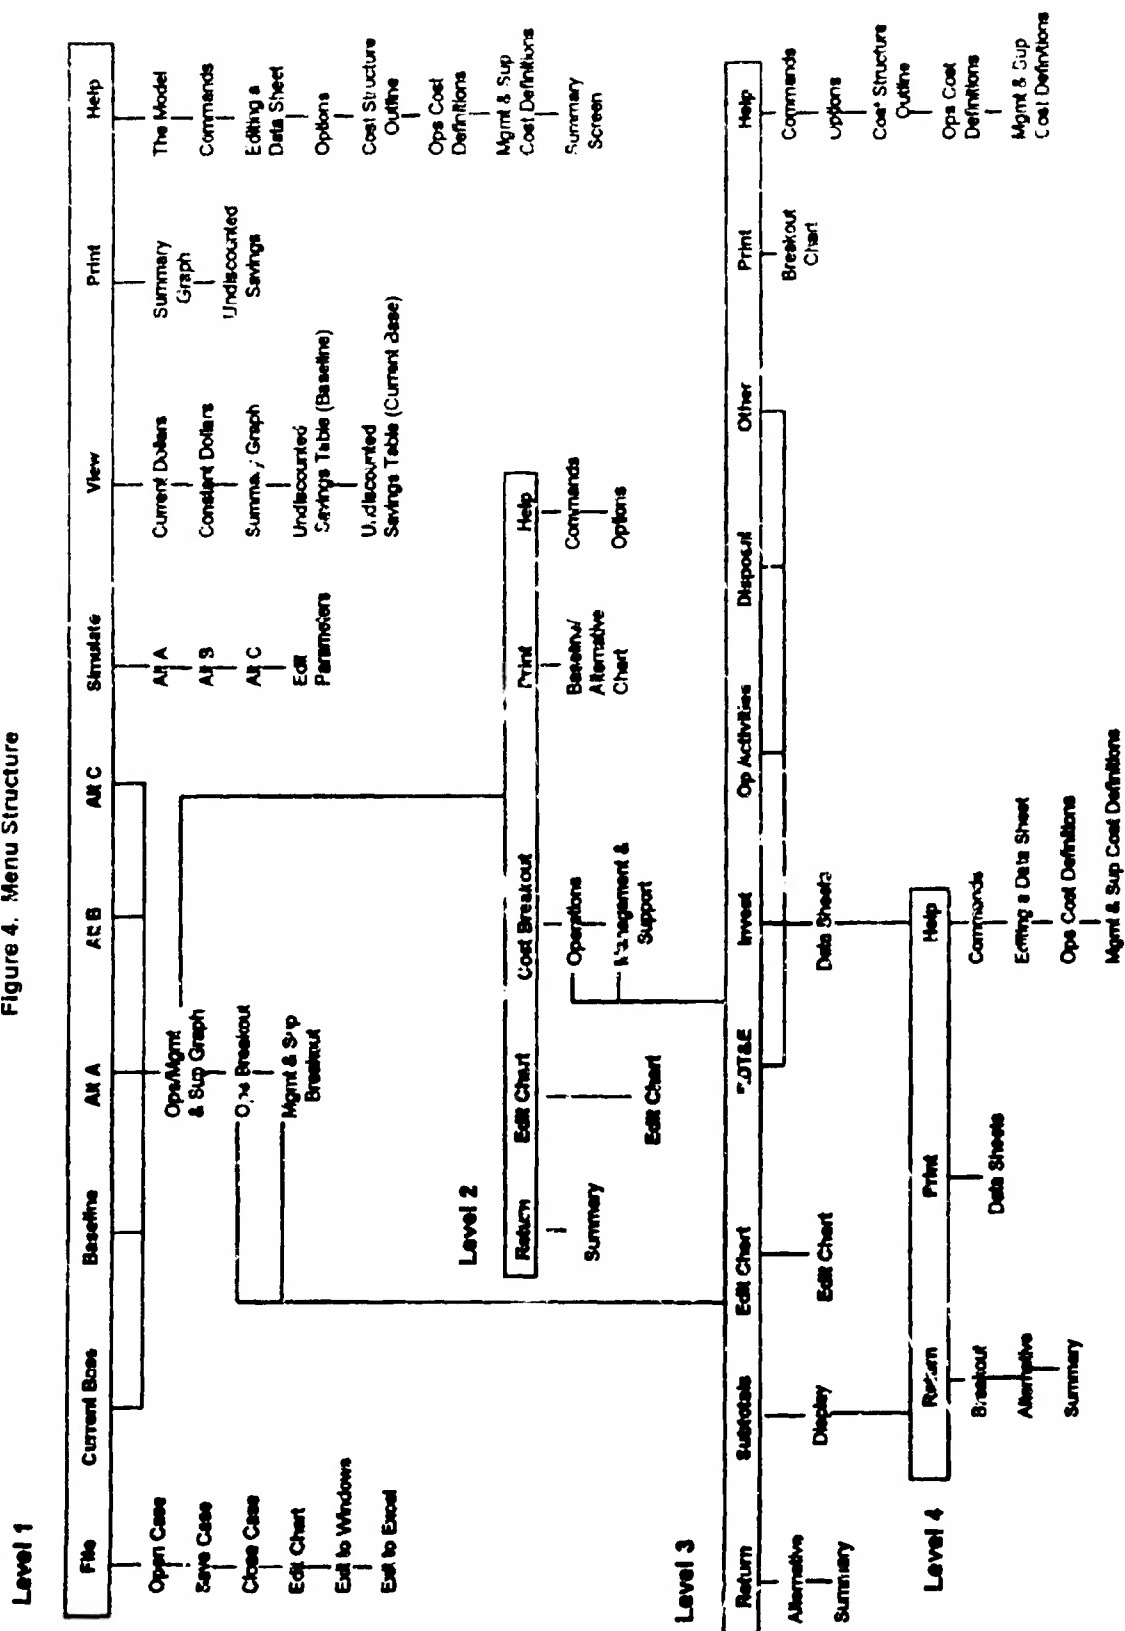 Figure 4. Menu Structure
Level 1
File
Current Base
Baseline
Alt A
Alt B
Alt C
Simulate
View
Print
Help
Open Case
Save Case
Close Case
Edit Chart
Exit to Windows
Exit to Excel
Ops/Mgmt
& Sup Graph
Ops Breakout
Mgmt & Sup
Breakout
Alt A
Alt B
Alt C
Edit
Parameters
Current Dollars
Constant Dollars
Summary Graph
Undiscounted
Savings Table (Baseline)
Undiscounted
Savings Table (Current Base)
Summary
Graph
Undiscounted
Savings
The Model
Commands
Editing a
Data Sheet
Options
Cost Structure
Outline
Ops Cost
Definitions
Mgmt & Sup
Cost Definitions
Summary
Screen
Level 2
Return
Edit Chart
Cost Breakout
Print
Help
Summary
Edit Chart
Operations
Management &
Support
Baseline/
Alternative
Chart
Commands
Options
Level 3
Return
Subtotals
Edit Chart
RDT&E
Invest
Op Activities
Disposal
Other
Print
Help
Alternative
Summary
Display
Edit Chart
Data Sheets
Breakout
Chart
Commands
Options
Cost Structure
Outline
Ops Cost
Definitions
Mgmt & Sup
Cost Definitions
Level 4
Return
Print
Help
Breakout
Alternative
Summary
Data Sheets
Commands
Editing a Data Sheet
Ops Cost Definitions
Mgmt & Sup Cost Definitions